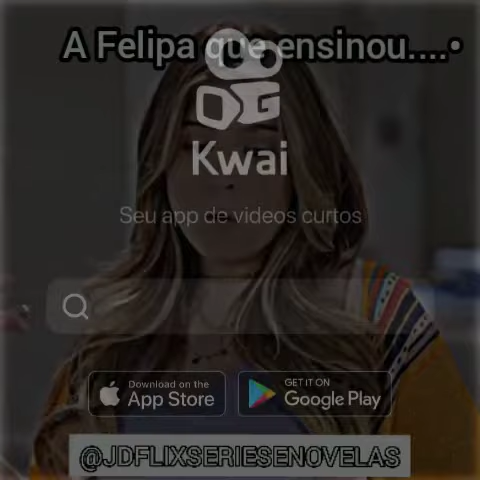 A Felipa que ensinou....•
Kwai
Seu app de videos curtos
Download on the
App Store
GET IT ON
Google Play
@JDFLIXSERIESENOVELAS